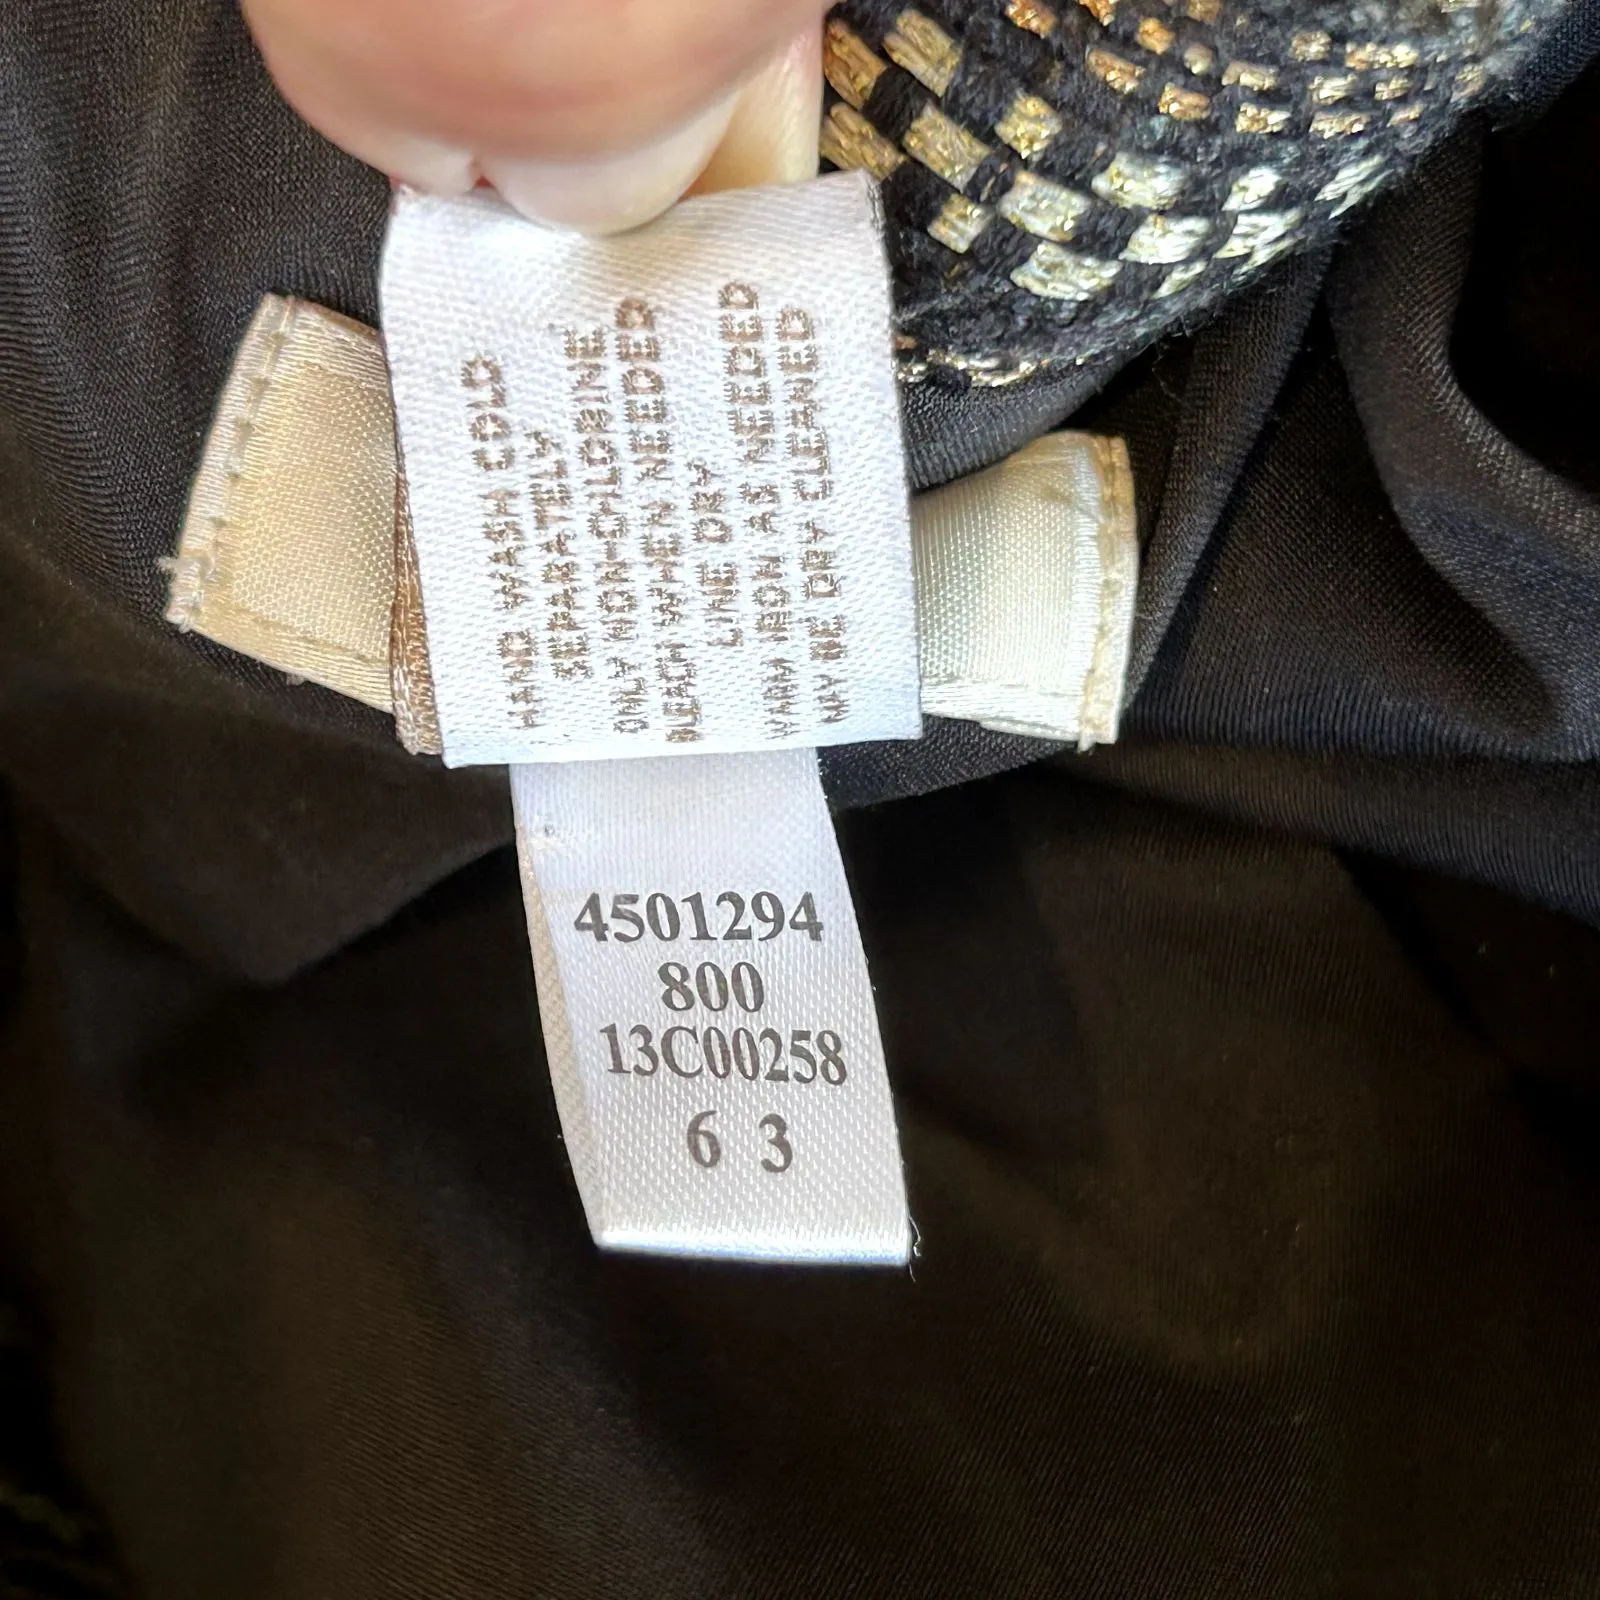 HAND WASH COLD
SEPARATELY
ONLY NON-CHLORINE
BLEACH WHEN NEEDED
LINE DRY
WARM IRON AS NEEDED
MAY BE DRY CLEANED
4501294
800
13C00258
6 3